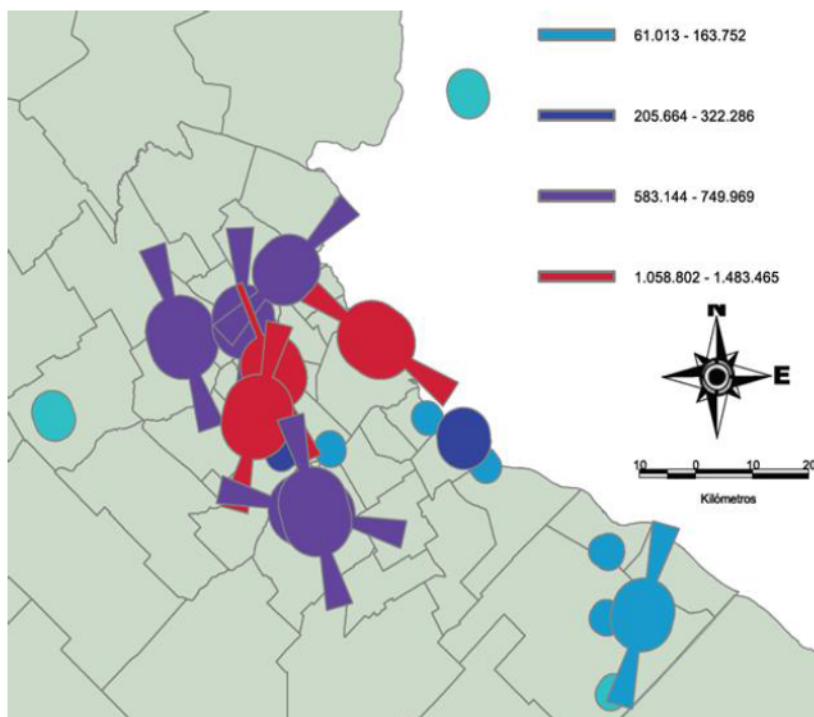 61.013 - 163.752
205.664 - 322.286
583.144 - 749.969
1.058.802 - 1.483.465
N
E
10 0 10 20
Kilómetros